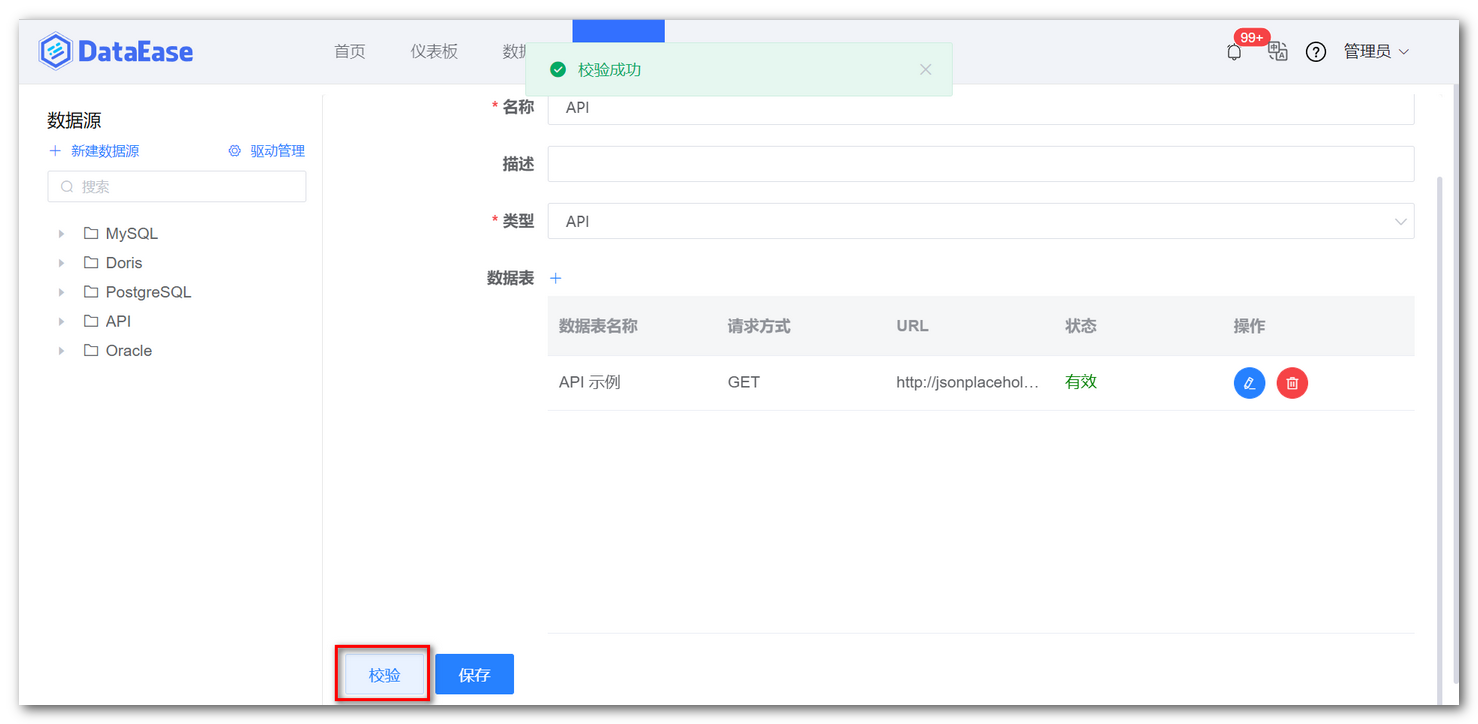 DataEase
首页
仪表板
99+
管理员
校验成功
数据源
新建数据源
驱动管理
搜索
MySQL
Doris
PostgreSQL
API
Oracle
* 名称
API
描述
* 类型
API
数据表
数据表名称 请求方式 URL 状态 操作
API 示例 GET http://jsonplacehol... 有效
校验
保存